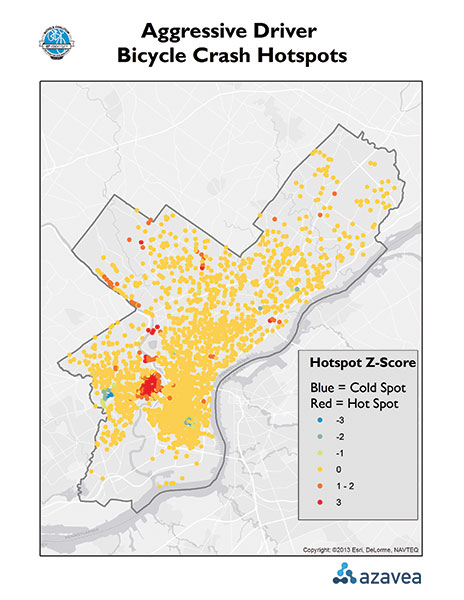 Aggressive Driver
Bicycle Crash Hotspots
Hotspot Z-Score
Blue = Cold Spot
Red = Hot Spot
-3
-2
-1
0
1 - 2
3
Copyright: ©2013 Esri, DeLorme, NAVTEQ
azavea